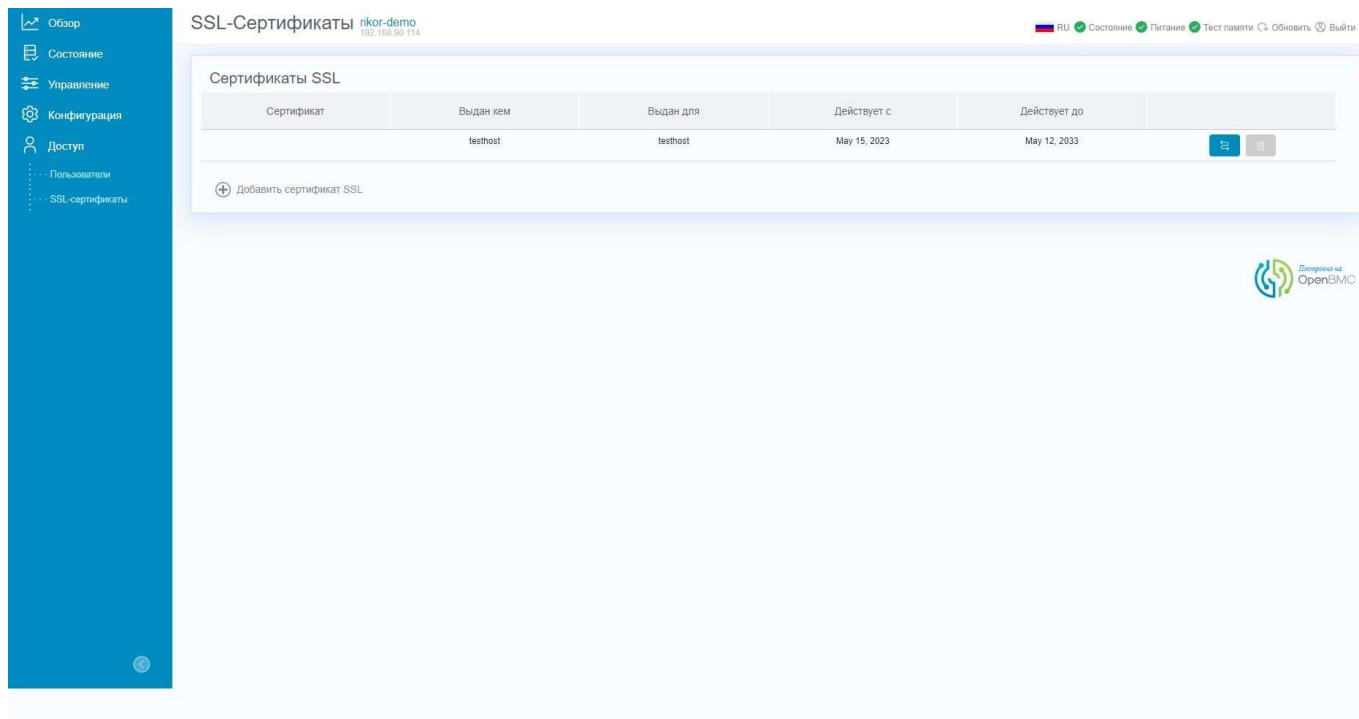 Обзор
Состояние
Управление
Конфигурация
Доступ
Пользователи
SSL-сертификаты
SSL-Сертификаты rikor-demo
192.168.90.114
RU Состояние Питание Тест памяти Обновить Выйти
Сертификаты SSL
Сертификат Выдан кем Выдан для Действует с Действует до
testhost testhost May 15, 2023 May 12, 2033
Добавить сертификат SSL
Построено на
OpenBMC